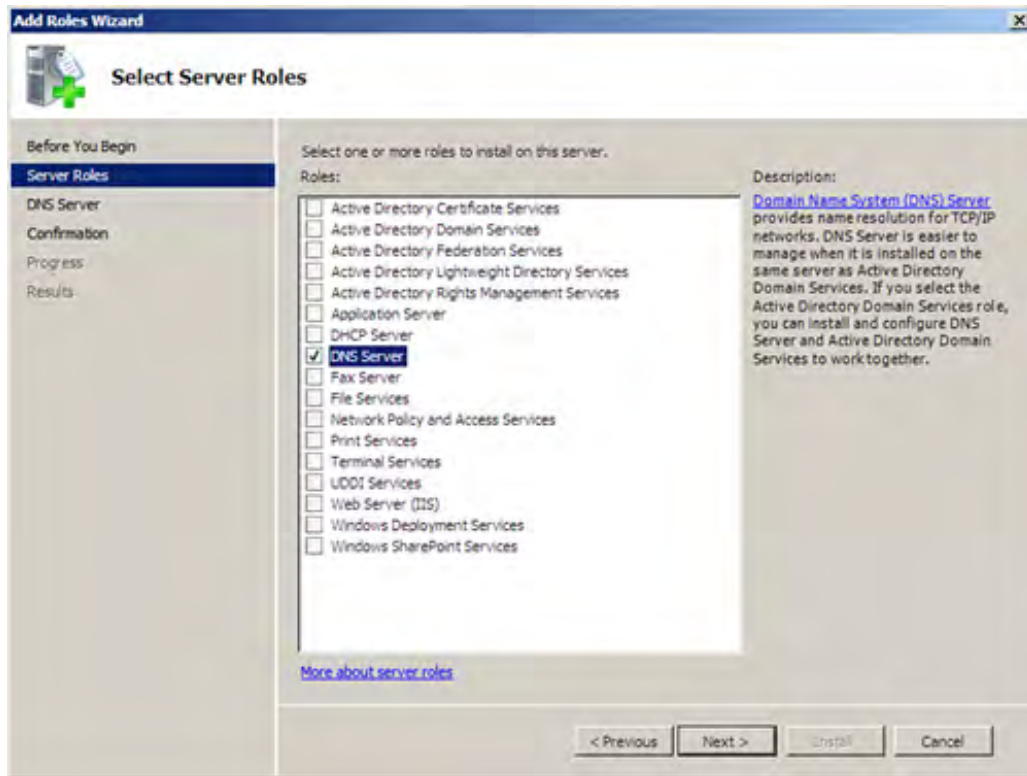 Add Roles Wizard
Select Server Roles
Before You Begin
Server Roles
DNS Server
Confirmation
Progress
Results
Select one or more roles to install on this server.
Roles:
Active Directory Certificate Services
Active Directory Domain Services
Active Directory Federation Services
Active Directory Lightweight Directory Services
Active Directory Rights Management Services
Application Server
DHCP Server
DNS Server
Fax Server
File Services
Network Policy and Access Services
Print Services
Terminal Services
UDDI Services
Web Server (IIS)
Windows Deployment Services
Windows SharePoint Services
More about server roles
Description:
Domain Name System (DNS) Server
provides name resolution for TCP/IP
networks. DNS Server is easier to
manage when it is installed on the
same server as Active Directory
Domain Services. If you select the
Active Directory Domain Services role,
you can install and configure DNS
Server and Active Directory Domain
Services to work together.
< Previous
Next >
Install
Cancel